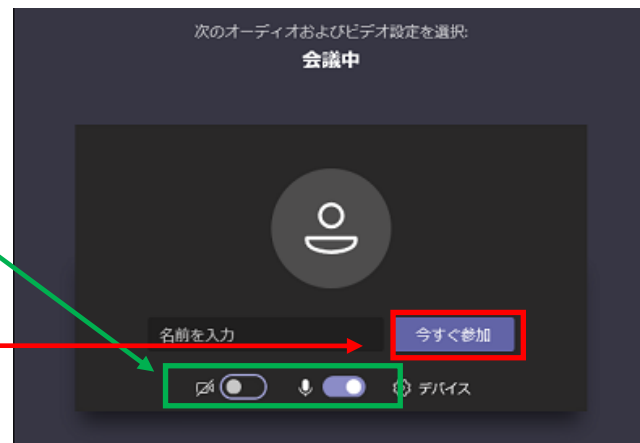 次のオーディオおよびビデオ設定を選択:
会議中
名前を入力
今すぐ参加
デバイス